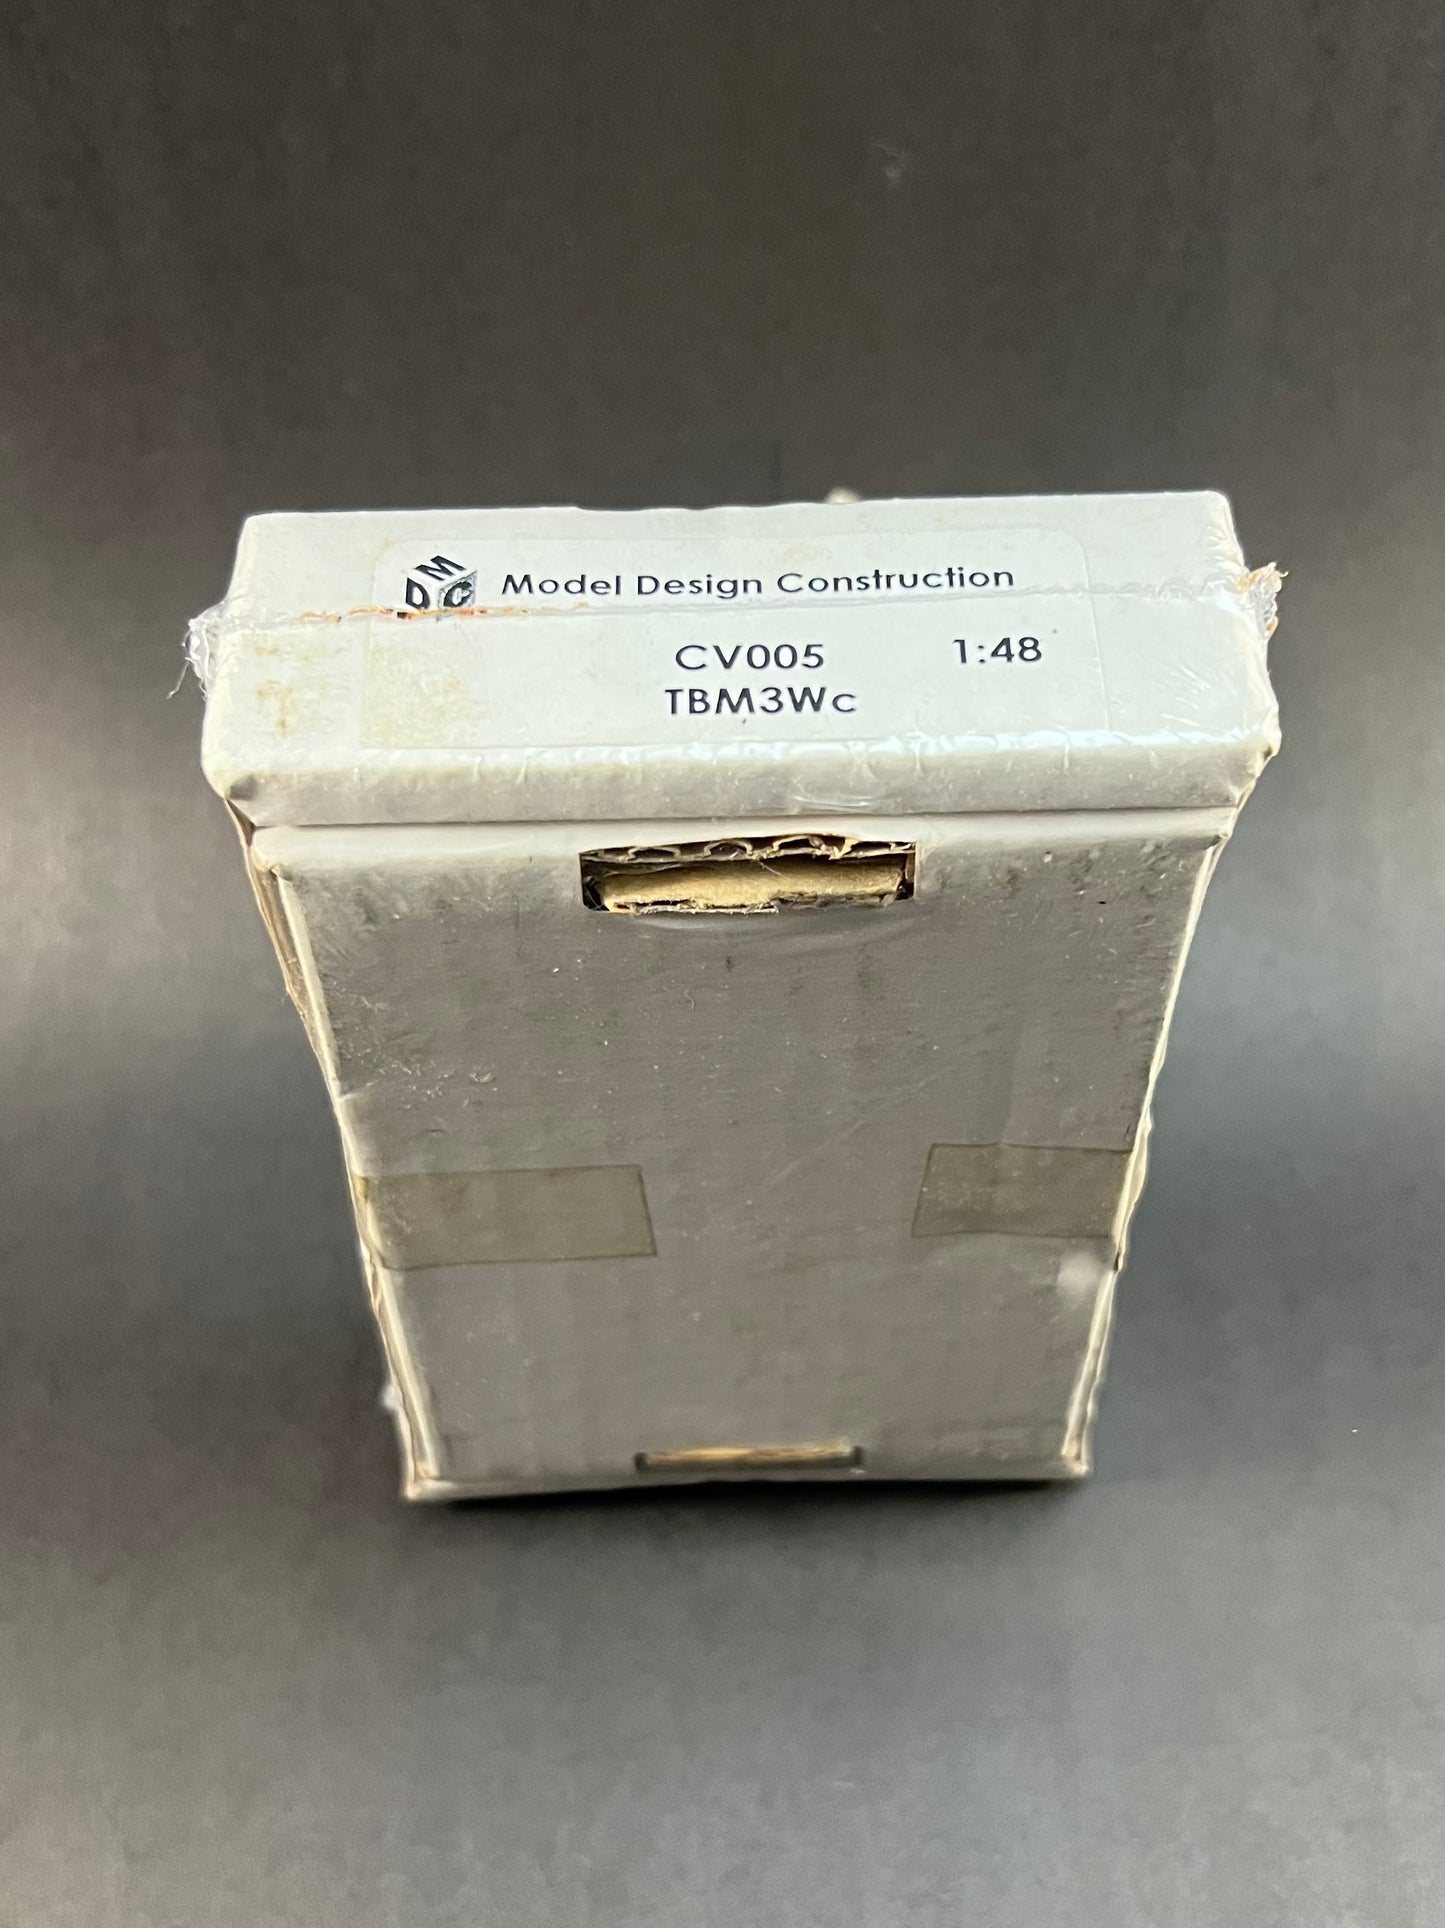 MDC Model Design Construction
CV005 1:48
TBM3Wc